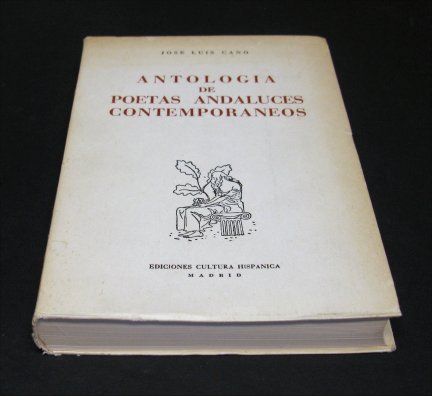 JOSE LUIS CANO
ANTOLOGIA
DE
POETAS ANDALUCES
CONTEMPORANEOS
EDICIONES CULTURA HISPANICA
MADRID